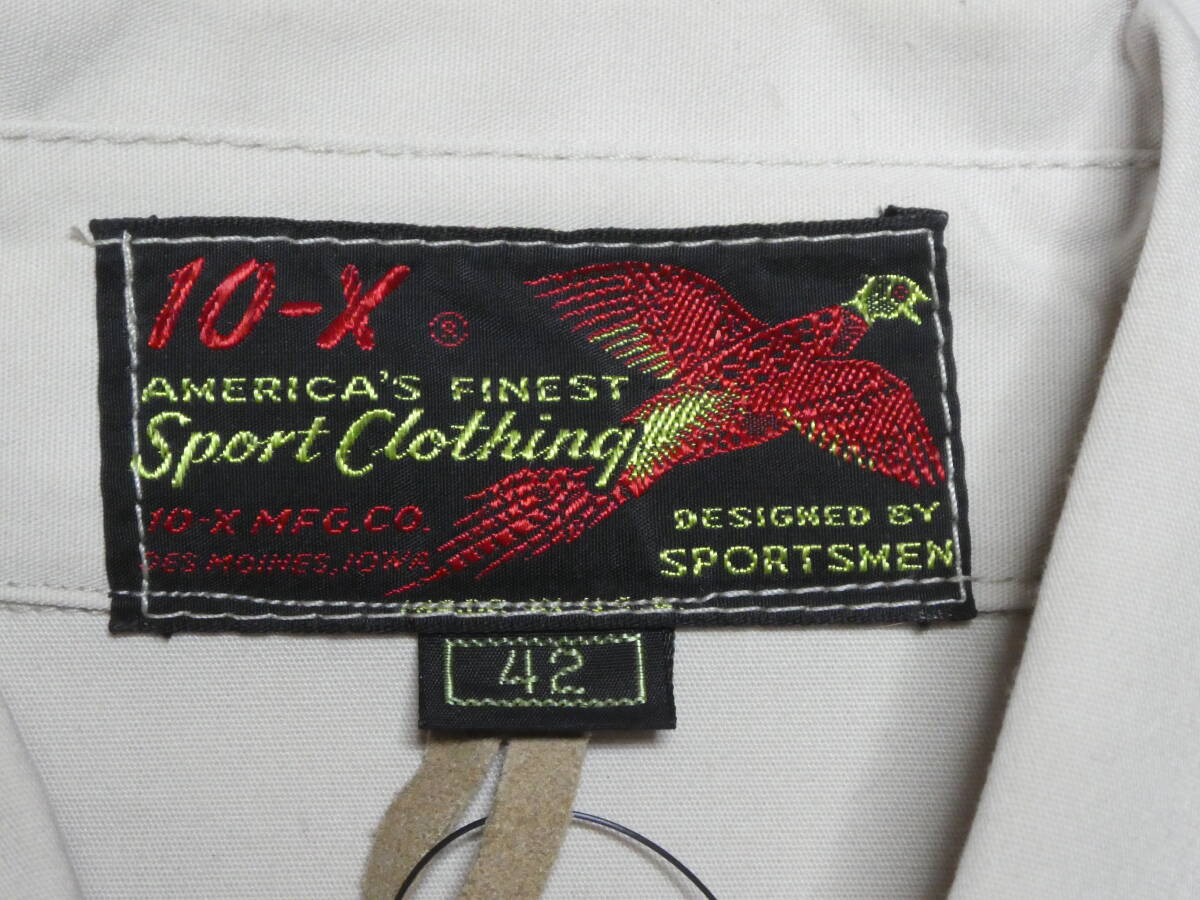 10-X ®
AMERICA'S FINEST
Sport Clothing
10-X MFG. CO.
DES MOINES, IOWA
DESIGNED BY
SPORTSMEN
42